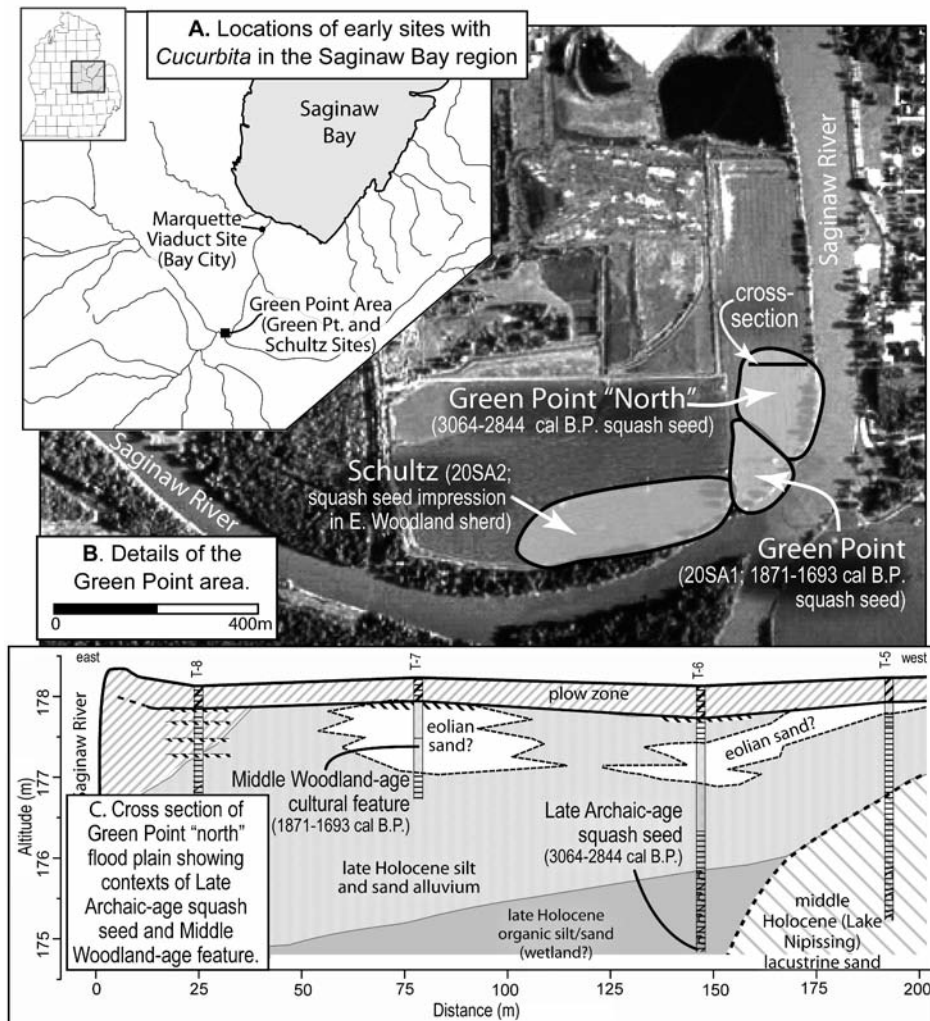 A. Locations of early sites with
Cucurbita in the Saginaw Bay region
Saginaw
Bay
Marquette
Viaduct Site
(Bay City)
Green Point Area
(Green Pt. and
Schultz Sites)
Saginaw River
cross-
section
Green Point “North”
(3064-2844 cal B.P. squash seed)
Schultz (20SA2;
squash seed impression
in E. Woodland sherd)
Saginaw River
Green Point
(20SA1; 1871-1693 cal B.P.
squash seed)
B. Details of the
Green Point area.
0
400m
east
T-8
T-7
T-6
T-5
west
178
177
176
175
Altitude (m)
Saginaw River
plow zone
eolian
sand?
eolian sand?
Middle Woodland-age
cultural feature
(1871-1693 cal B.P.)
Late Archaic-age
squash seed
(3064-2844 cal B.P.)
C. Cross section of
Green Point “north”
flood plain showing
contexts of Late
Archaic-age squash
seed and Middle
Woodland-age feature.
late Holocene silt
and sand alluvium
late Holocene
organic silt/sand
(wetland?)
middle
Holocene (Lake
Nipissing)
lacustrine sand
0 25 50 75 100 125 150 175 200
Distance (m)